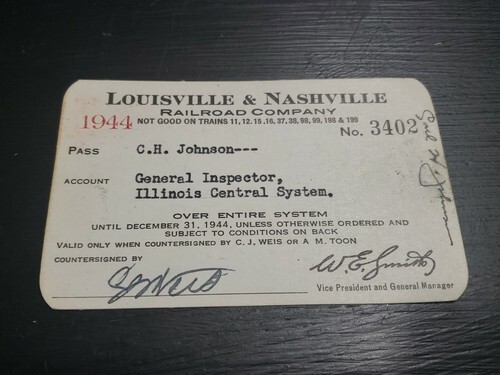 LOUISVILLE & NASHVILLE
RAILROAD COMPANY
1944 NOT GOOD ON TRAINS 11, 12, 15, 16, 37, 38, 98, 99, 198 & 199
No. 3402
PASS C.H. Johnson---
ACCOUNT General Inspector,
Illinois Central System.
OVER ENTIRE SYSTEM
UNTIL DECEMBER 31, 1944, UNLESS OTHERWISE ORDERED AND
SUBJECT TO CONDITIONS ON BACK
VALID ONLY WHEN COUNTERSIGNED BY C. J. WEIS OR A M. TOON
COUNTERSIGNED BY
W.E. Smith
Vice President and General Manager